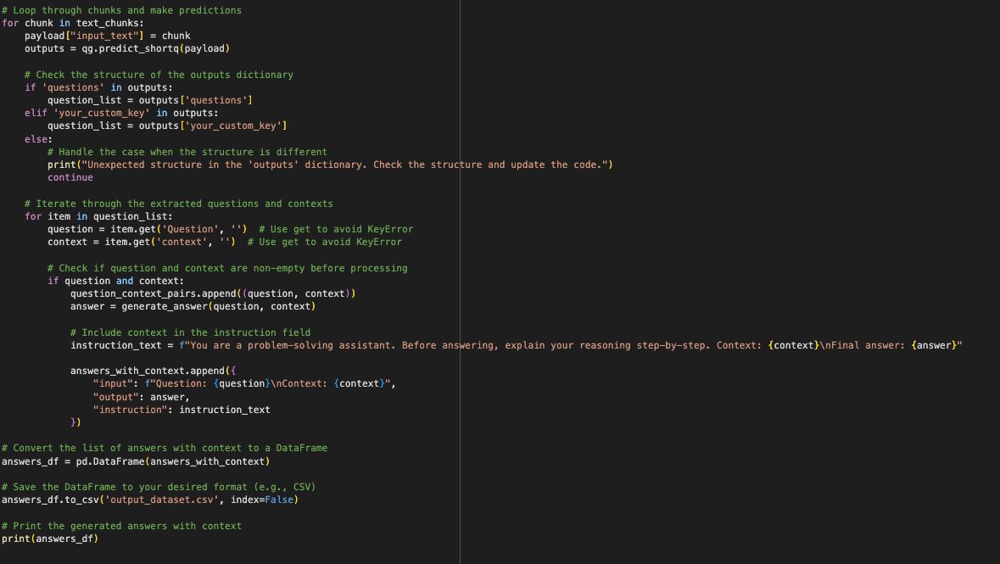 # Loop through chunks and make predictions
for chunk in text_chunks:
    payload["input_text"] = chunk
    outputs = qg.predict_shortq(payload)

    # Check the structure of the outputs dictionary
    if 'questions' in outputs:
        question_list = outputs['questions']
    elif 'your_custom_key' in outputs:
        question_list = outputs['your_custom_key']
    else:
        # Handle the case when the structure is different
        print("Unexpected structure in the 'outputs' dictionary. Check the structure and update the code.")
        continue

    # Iterate through the extracted questions and contexts
    for item in question_list:
        question = item.get('Question', '')  # Use get to avoid KeyError
        context = item.get('context', '')  # Use get to avoid KeyError

        # Check if question and context are non-empty before processing
        if question and context:
            question_context_pairs.append((question, context))
            answer = generate_answer(question, context)

            # Include context in the instruction field
            instruction_text = f"You are a problem-solving assistant. Before answering, explain your reasoning step-by-step. Context: {context}\nFinal answer: {answer}"

            answers_with_context.append({
                "input": f"Question: {question}\nContext: {context}",
                "output": answer,
                "instruction": instruction_text
            })

# Convert the list of answers with context to a DataFrame
answers_df = pd.DataFrame(answers_with_context)

# Save the DataFrame to your desired format (e.g., CSV)
answers_df.to_csv('output_dataset.csv', index=False)

# Print the generated answers with context
print(answers_df)